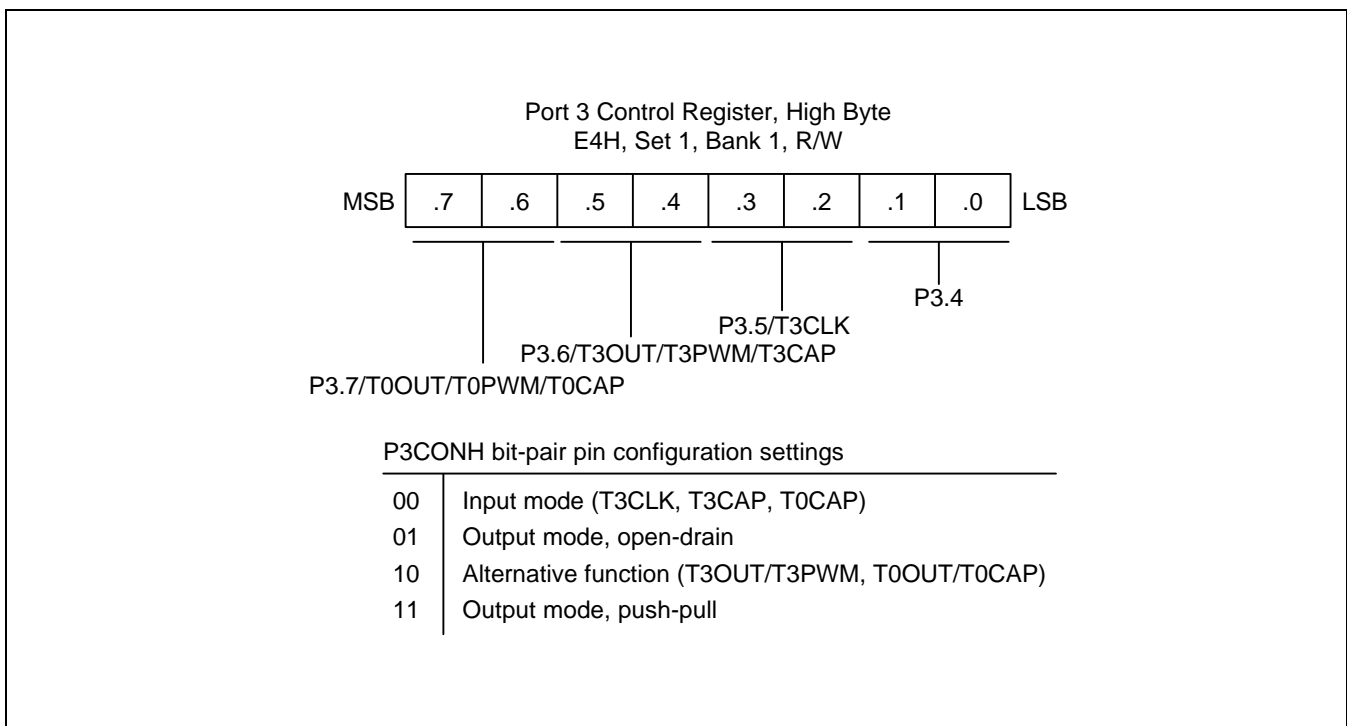 Port 3 Control Register, High Byte
E4H, Set 1, Bank 1, R/W
MSB .7 .6 .5 .4 .3 .2 .1 .0 LSB
P3.4
P3.5/T3CLK
P3.6/T3OUT/T3PWM/T3CAP
P3.7/T0OUT/T0PWM/T0CAP
P3CONH bit-pair pin configuration settings
00 Input mode (T3CLK, T3CAP, T0CAP)
01 Output mode, open-drain
10 Alternative function (T3OUT/T3PWM, T0OUT/T0CAP)
11 Output mode, push-pull